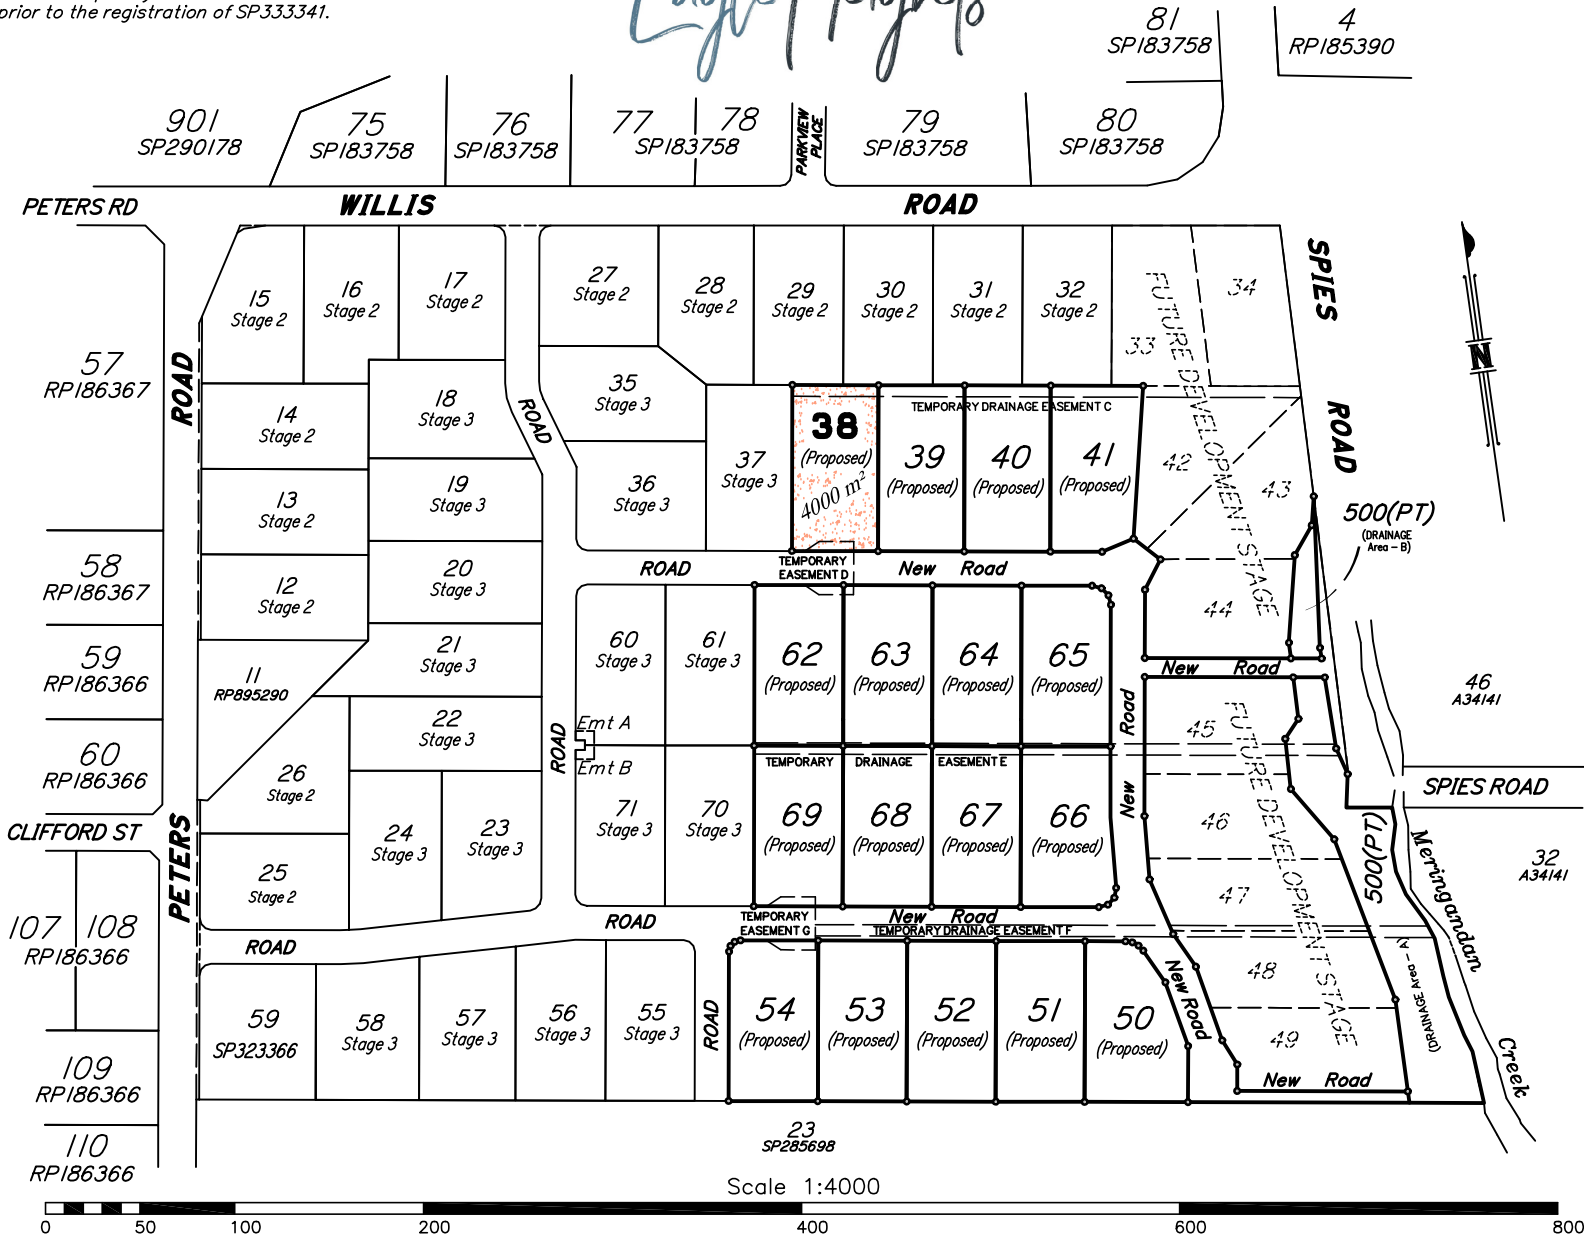 prior to the registration of SP333341.
81
SP183758
4
RP185390
901
SP290178
75
SP183758
76
SP183758
77
78
SP183758
PARKVIEW
PLACE
79
SP183758
80
SP183758
PETERS RD
WILLIS
ROAD
SPIES
ROAD
57
RP186367
ROAD
15
Stage 2
16
Stage 2
17
Stage 2
27
Stage 2
28
Stage 2
29
Stage 2
30
Stage 2
31
Stage 2
32
Stage 2
33
34
FUTURE DEVELOPMENT STAGE
N
14
Stage 2
18
Stage 3
ROAD
35
Stage 3
TEMPORARY DRAINAGE EASEMENT C
38
(Proposed)
4000 m²
37
Stage 3
39
(Proposed)
40
(Proposed)
41
(Proposed)
42
43
13
Stage 2
19
Stage 3
36
Stage 3
500(PT)
(DRAINAGE
Area - B)
58
RP186367
12
Stage 2
20
Stage 3
ROAD
TEMPORARY
EASEMENT D
New Road
44
59
RP186366
11
RP895290
21
Stage 3
60
Stage 3
61
Stage 3
62
(Proposed)
63
(Proposed)
64
(Proposed)
65
(Proposed)
New Road
46
A34141
60
RP186366
22
Stage 3
ROAD
Emt A
Emt B
New Road
45
FUTURE DEVELOPMENT STAGE
26
Stage 2
TEMPORARY DRAINAGE EASEMENT E
SPIES ROAD
CLIFFORD ST
PETERS
24
Stage 3
23
Stage 3
71
Stage 3
70
Stage 3
69
(Proposed)
68
(Proposed)
67
(Proposed)
66
(Proposed)
46
500(PT)
Meringandan
32
A34141
25
Stage 2
47
107
108
RP186366
ROAD
ROAD
TEMPORARY
EASEMENT G
New Road
TEMPORARY DRAINAGE EASEMENT F
48
(DRAINAGE Area - A)
59
SP323366
58
Stage 3
57
Stage 3
56
Stage 3
55
Stage 3
ROAD
54
(Proposed)
53
(Proposed)
52
(Proposed)
51
(Proposed)
50
(Proposed)
New Road
49
New Road
Creek
109
RP186366
110
RP186366
23
SP285698
Scale 1:4000
0 50 100 200 400 600 800